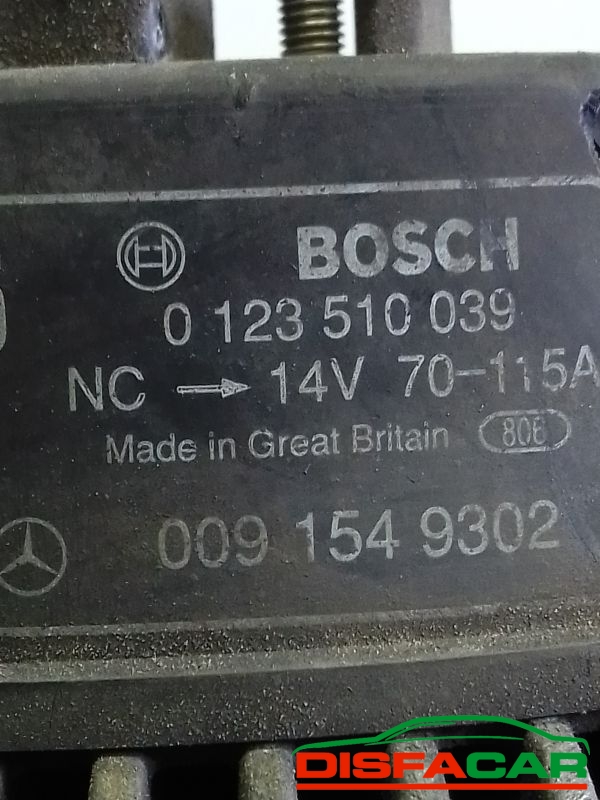 BOSCH
0 123 510 039
NC → 14V 70-115A
Made in Great Britain 808
009 154 9302
DISFACAR